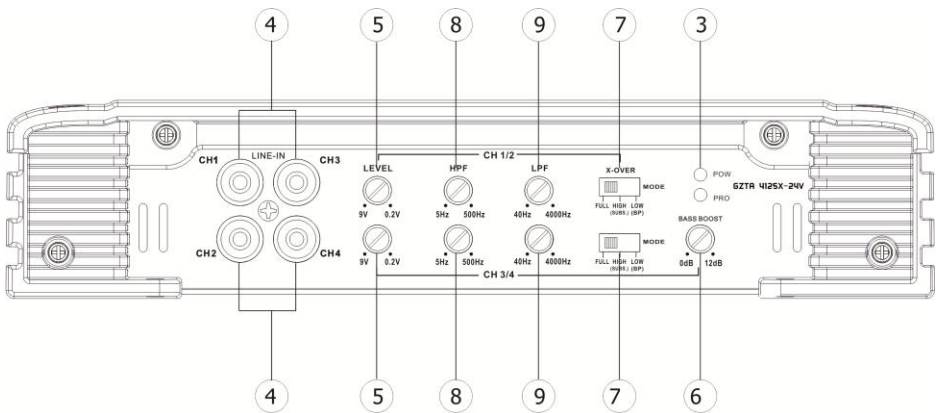 4 5 8 9 7 3
CH 1/2
CH1 LINE-IN CH3
LEVEL HPF LPF X-OVER
MODE
POW
PRO
GZTA 4125X-24V
9V 0.2V 5Hz 500Hz 40Hz 4000Hz FULL HIGH LOW
(SUBS.) (BP)
BASS BOOST
CH2 CH4
MODE
9V 0.2V 5Hz 500Hz 40Hz 4000Hz FULL HIGH LOW
(SUBS.) (BP)
0dB 12dB
CH 3/4
4 5 8 9 7 6